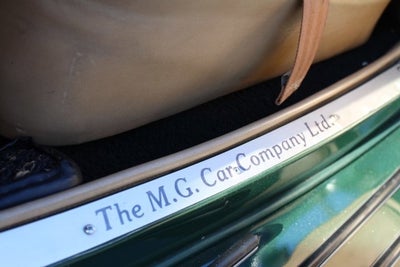 The M.G. Car Company Ltd.